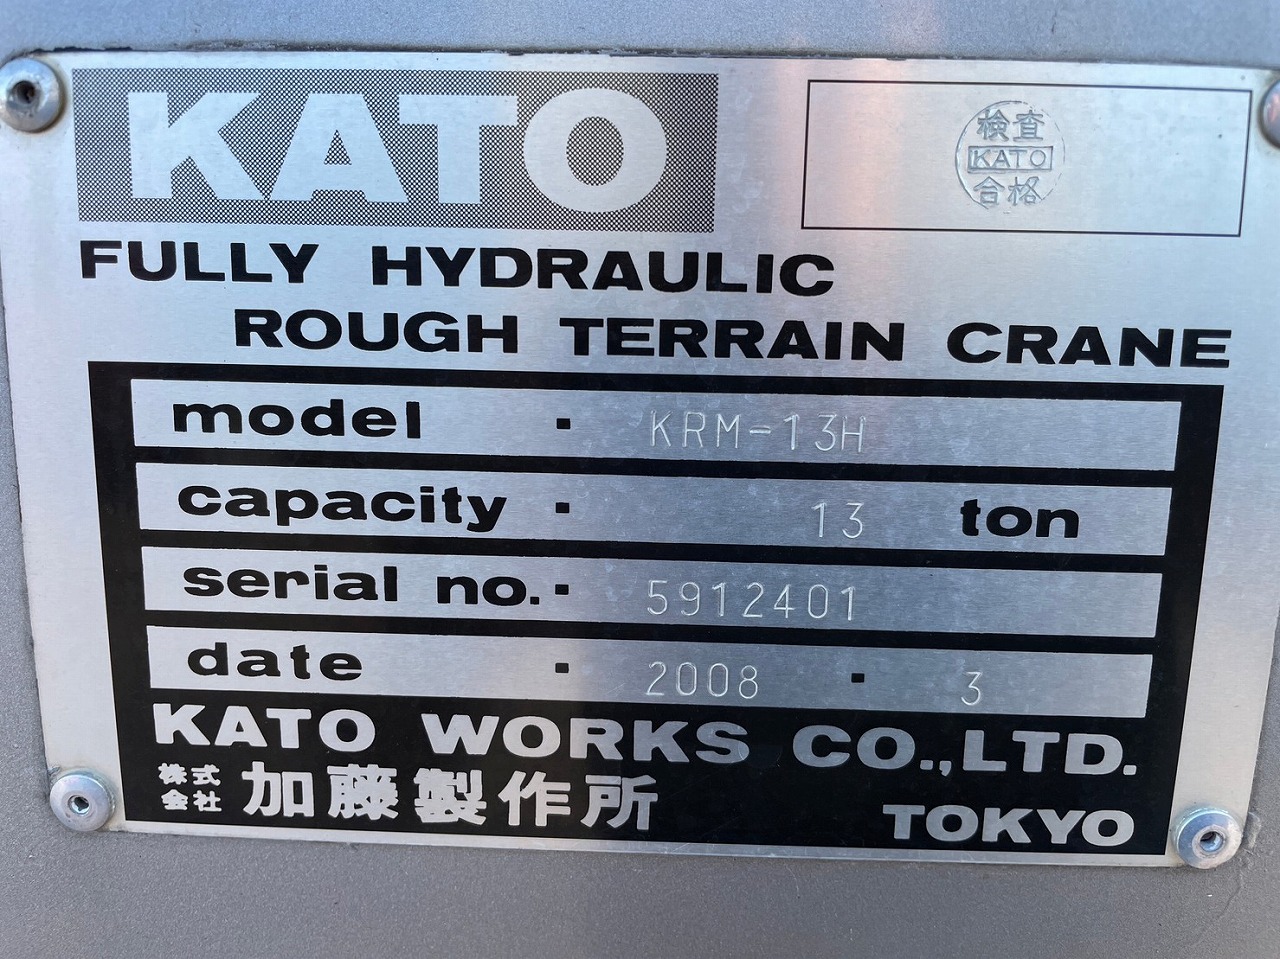 KATO
検査
KATO
合格
FULLY HYDRAULIC
ROUGH TERRAIN CRANE
model · KRM-13H
capacity · 13 ton
serial no. · 5912401
date · 2008 · 3
KATO WORKS CO.,LTD.
株式会社 加藤製作所
TOKYO